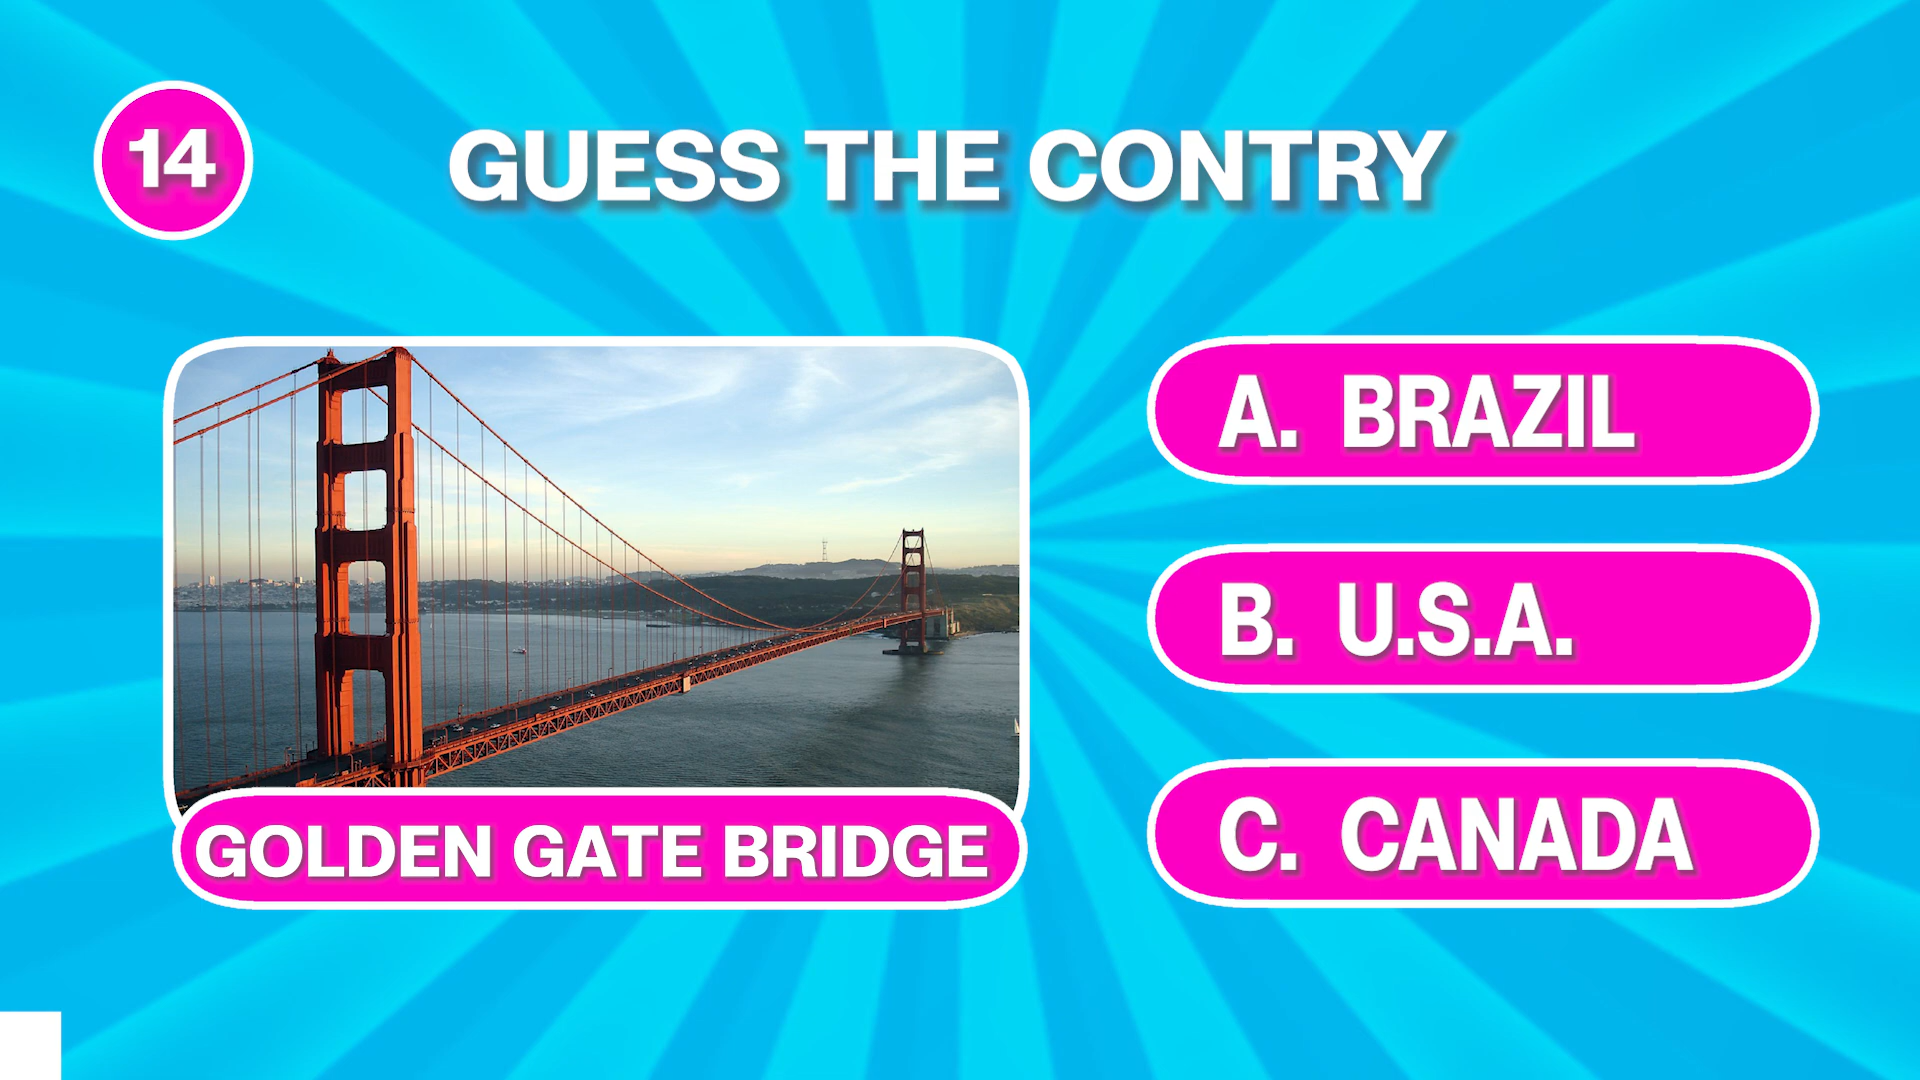 14
GUESS THE CONTRY
GOLDEN GATE BRIDGE
A. BRAZIL
B. U.S.A.
C. CANADA